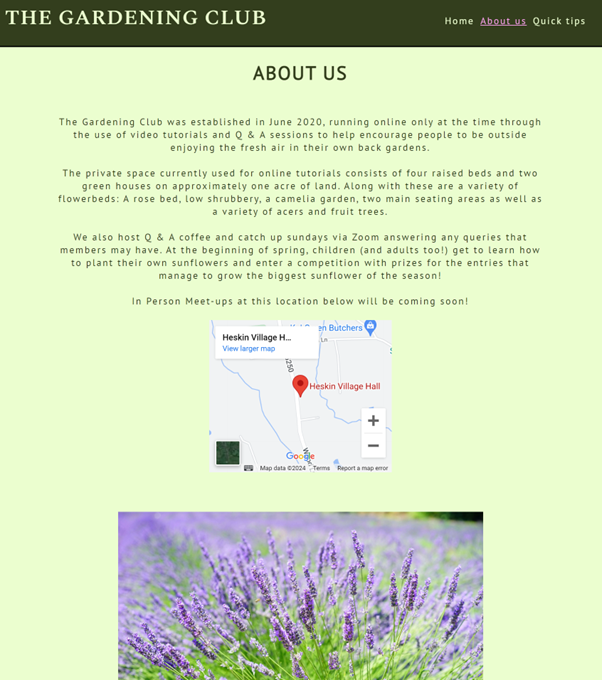 THE GARDENING CLUB
Home About us Quick tips
ABOUT US
The Gardening Club was established in June 2020, running online only at the time through
the use of video tutorials and Q & A sessions to help encourage people to be outside
enjoying the fresh air in their own back gardens.
The private space currently used for online tutorials consists of four raised beds and two
green houses on approximately one acre of land. Along with these are a variety of
flowerbeds: A rose bed, low shrubbery, a camelia garden, two main seating areas as well as
a variety of acers and fruit trees.
We also host Q & A coffee and catch up sundays via Zoom answering any queries that
members may have. At the beginning of spring, children (and adults too!) get to learn how
to plant their own sunflowers and enter a competition with prizes for the entries that
manage to grow the biggest sunflower of the season!
In Person Meet-ups at this location below will be coming soon!
Butchers
Heskin Village H...
Ln
View larger map
Heskin Village Hall
+
−
Google
Map data ©2024 Terms Report a map error